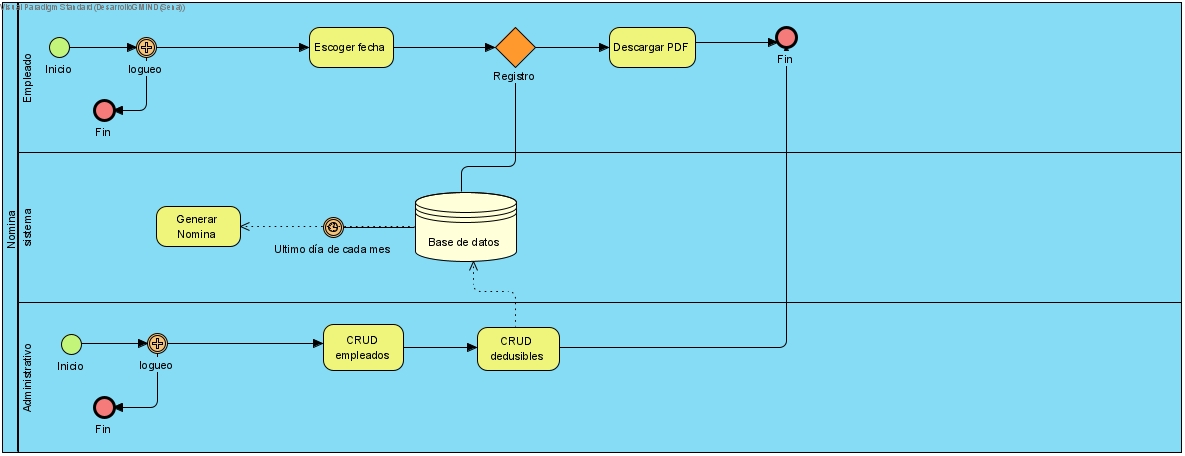 Visual Paradigm Standard (DesarrolloGMIND (Sena))
Nomina
Empleado
Inicio
logueo
Fin
Escoger fecha
Registro
Descargar PDF
Fin
sistema
Generar
Nomina
Ultimo día de cada mes
Base de datos
Administrativo
Inicio
logueo
Fin
CRUD
empleados
CRUD
dedusibles